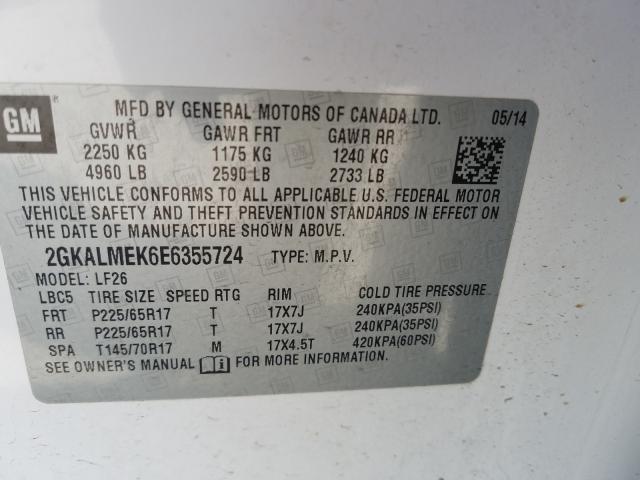 GM
MFD BY GENERAL MOTORS OF CANADA LTD. 05/14
GVWR GAWR FRT GAWR RR
2250 KG 1175 KG 1240 KG
4960 LB 2590 LB 2733 LB
THIS VEHICLE CONFORMS TO ALL APPLICABLE U.S. FEDERAL MOTOR
VEHICLE SAFETY AND THEFT PREVENTION STANDARDS IN EFFECT ON
THE DATE OF MANUFACTURE SHOWN ABOVE.
2GKALMEK6E6355724 TYPE: M.P.V.
MODEL: LF26
LBC5 TIRE SIZE SPEED RTG RIM COLD TIRE PRESSURE
FRT P225/65R17 T 17X7J 240KPA(35PSI)
RR P225/65R17 T 17X7J 240KPA(35PSI)
SPA T145/70R17 M 17X4.5T 420KPA(60PSI)
SEE OWNER'S MANUAL FOR MORE INFORMATION.